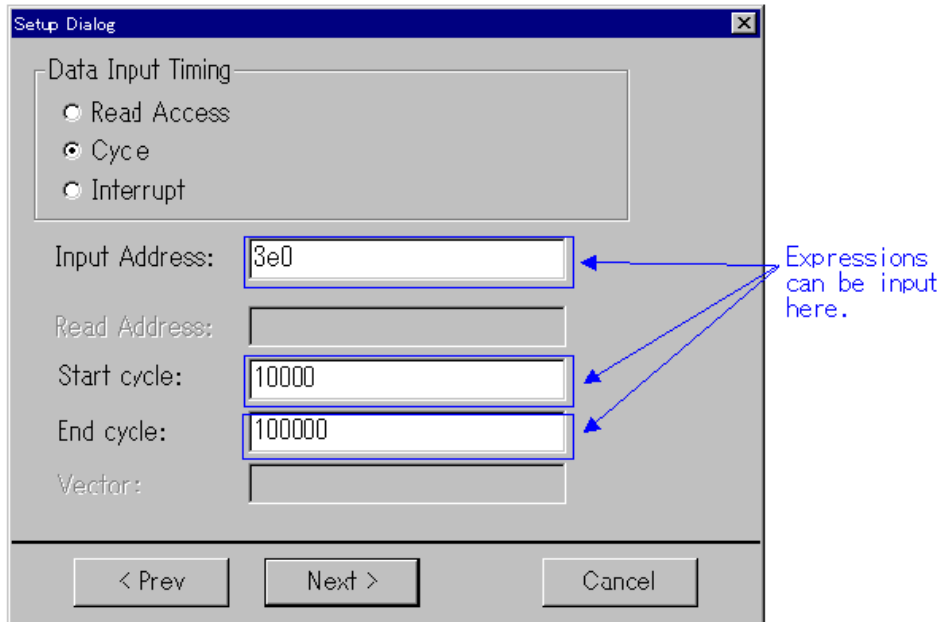 Setup Dialog
Data Input Timing
Read Access
Cyce
Interrupt
Input Address:
3e0
Expressions
can be input
here.
Read Address:
Start cycle:
10000
End cycle:
100000
Vector:
< Prev
Next >
Cancel